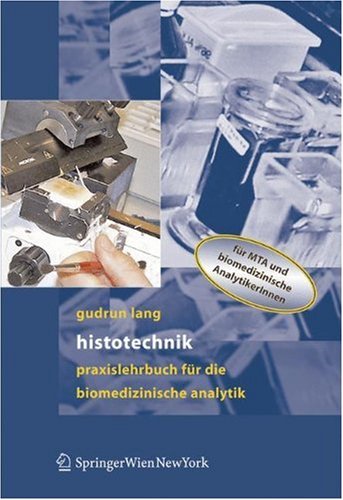 für MTA und
biomedizinische
AnalytikerInnen
gudrun lang
histotechnik
praxislehrbuch für die
biomedizinische analytik
SpringerWienNewYork